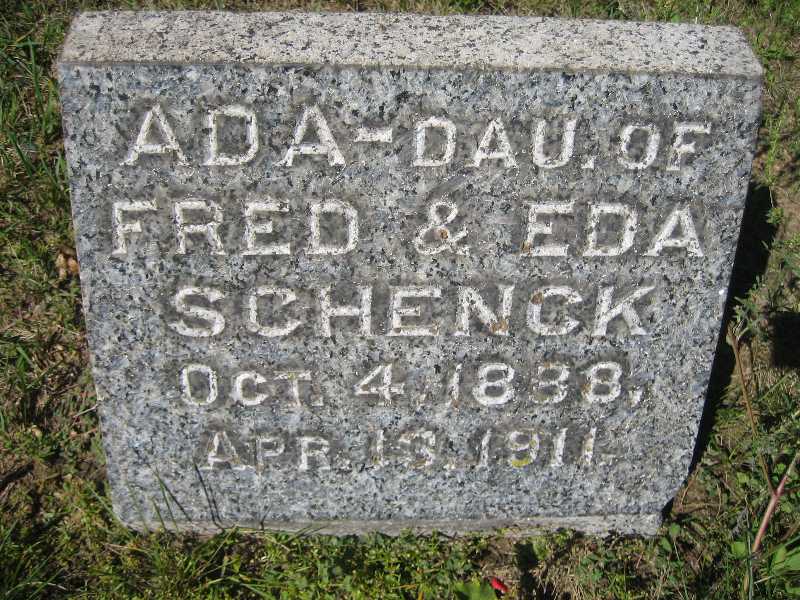 ADA-DAU. OF
FRED & EDA
SCHENCK
OCT. 4, 1888,
APR. 13, 1911.